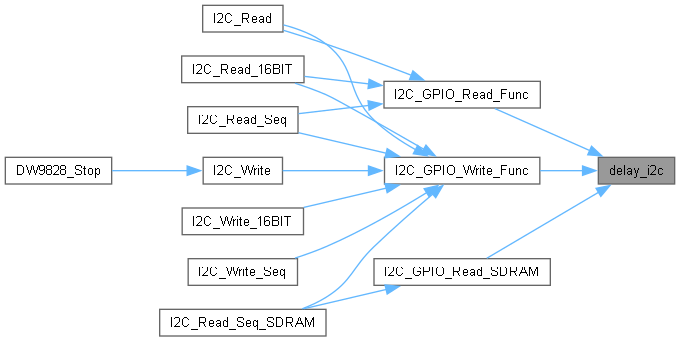 I2C_Read
I2C_Read_16BIT
I2C_GPIO_Read_Func
I2C_Read_Seq
DW9828_Stop
I2C_Write
I2C_GPIO_Write_Func
delay_i2c
I2C_Write_16BIT
I2C_Write_Seq
I2C_GPIO_Read_SDRAM
I2C_Read_Seq_SDRAM